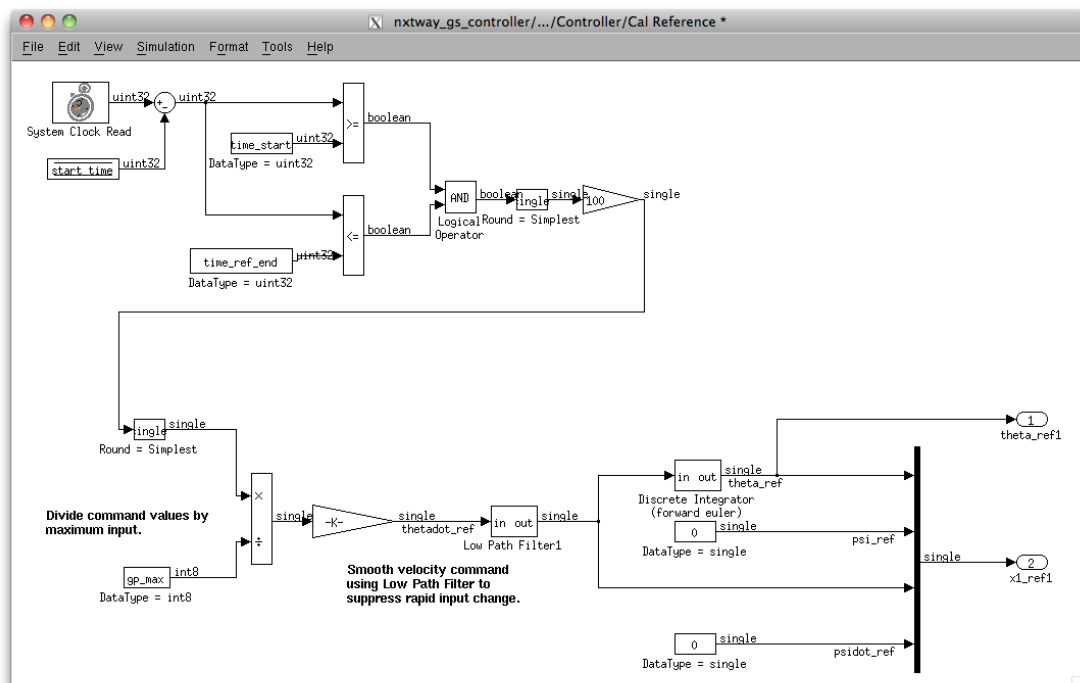 nxtway_gs_controller/.../Controller/Cal Reference *
File Edit View Simulation Format Tools Help
uint32
+
-
uint32
System Clock Read
start_time
uint32
time_start
uint32
DataType = uint32
>=
boolean
time_ref_end
uint32
DataType = uint32
<=
boolean
AND
Logical
Operator
boolean
ingle
Round = Simplest
single
100
single
ingle
single
Round = Simplest
Divide command values by
maximum input.
gp_max
int8
DataType = int8
×
÷
single
-K-
single
thetadot_ref
in out
Low Path Filter1
single
Smooth velocity command
using Low Path Filter to
suppress rapid input change.
in out
single
theta_ref
Discrete Integrator
(forward euler)
0
single
psi_ref
DataType = single
0
single
psidot_ref
DataType = single
1
theta_ref1
single
2
x1_ref1